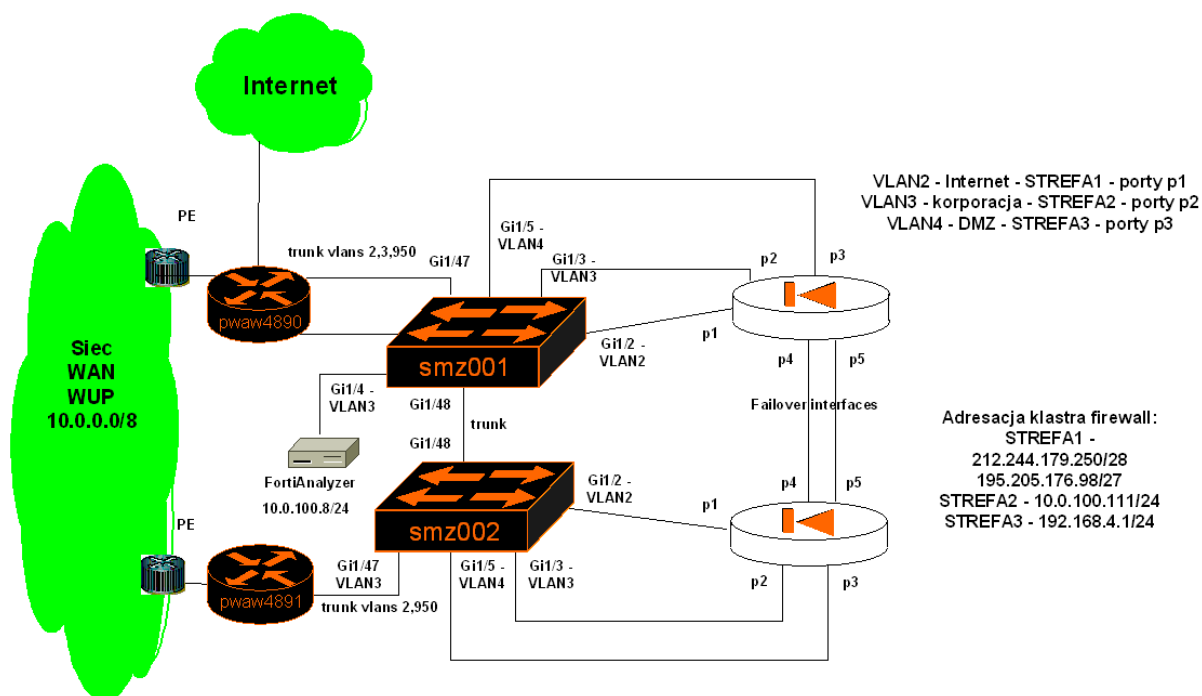 Internet
VLAN2 - Internet - STREFA1 - porty p1
VLAN3 - korporacja - STREFA2 - porty p2
VLAN4 - DMZ - STREFA3 - porty p3
PE
trunk vlans 2,3,950
Gi1/47
Gi1/5 -
VLAN4
Gi1/3 -
VLAN3
p2
p3
pwaw4890
smz001
Gi1/2 -
VLAN2
p1
Siec
WAN
WUP
10.0.0.0/8
Gi1/4 -
VLAN3
Gi1/48
trunk
Gi1/48
p4
p5
Failover interfaces
FortiAnalyzer
10.0.100.8/24
Adresacja klastra firewall:
STREFA1 -
212.244.179.250/28
195.205.176.98/27
STREFA2 - 10.0.100.111/24
STREFA3 - 192.168.4.1/24
p4
p5
Gi1/2 -
VLAN2
p1
smz002
PE
pwaw4891
Gi1/47
VLAN3
trunk vlans 2,950
Gi1/5 -
VLAN4
Gi1/3 -
VLAN3
p2
p3